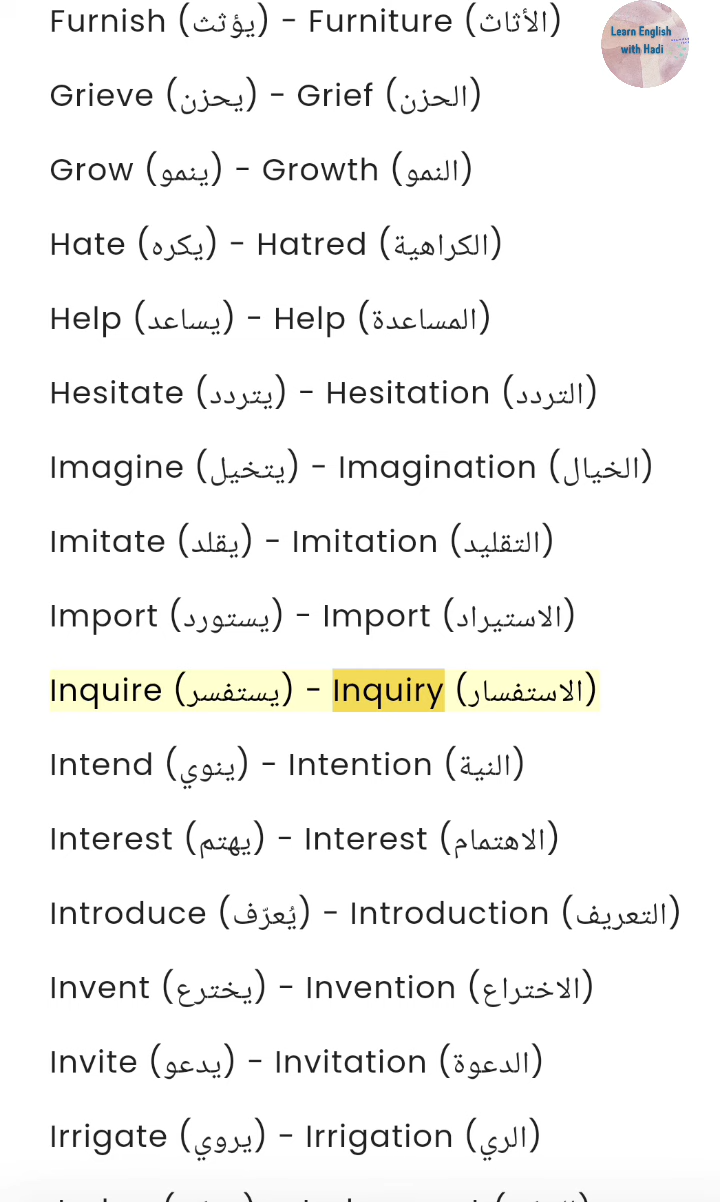 Furnish (يؤثث) - Furniture (الأثاث)
Learn English
with Hadi
Grieve (يحزن) - Grief (الحزن)
Grow (ينمو) - Growth (النمو)
Hate (يكره) - Hatred (الكراهية)
Help (يساعد) - Help (المساعدة)
Hesitate (يتردد) - Hesitation (التردد)
Imagine (يتخيل) - Imagination (الخيال)
Imitate (يقلد) - Imitation (التقليد)
Import (يستورد) - Import (الاستيراد)
Inquire (يستفسر) - Inquiry (الاستفسار)
Intend (ينوي) - Intention (النية)
Interest (يهتم) - Interest (الاهتمام)
Introduce (يُعرّف) - Introduction (التعريف)
Invent (يخترع) - Invention (الاختراع)
Invite (يدعو) - Invitation (الدعوة)
Irrigate (يروي) - Irrigation (الري)